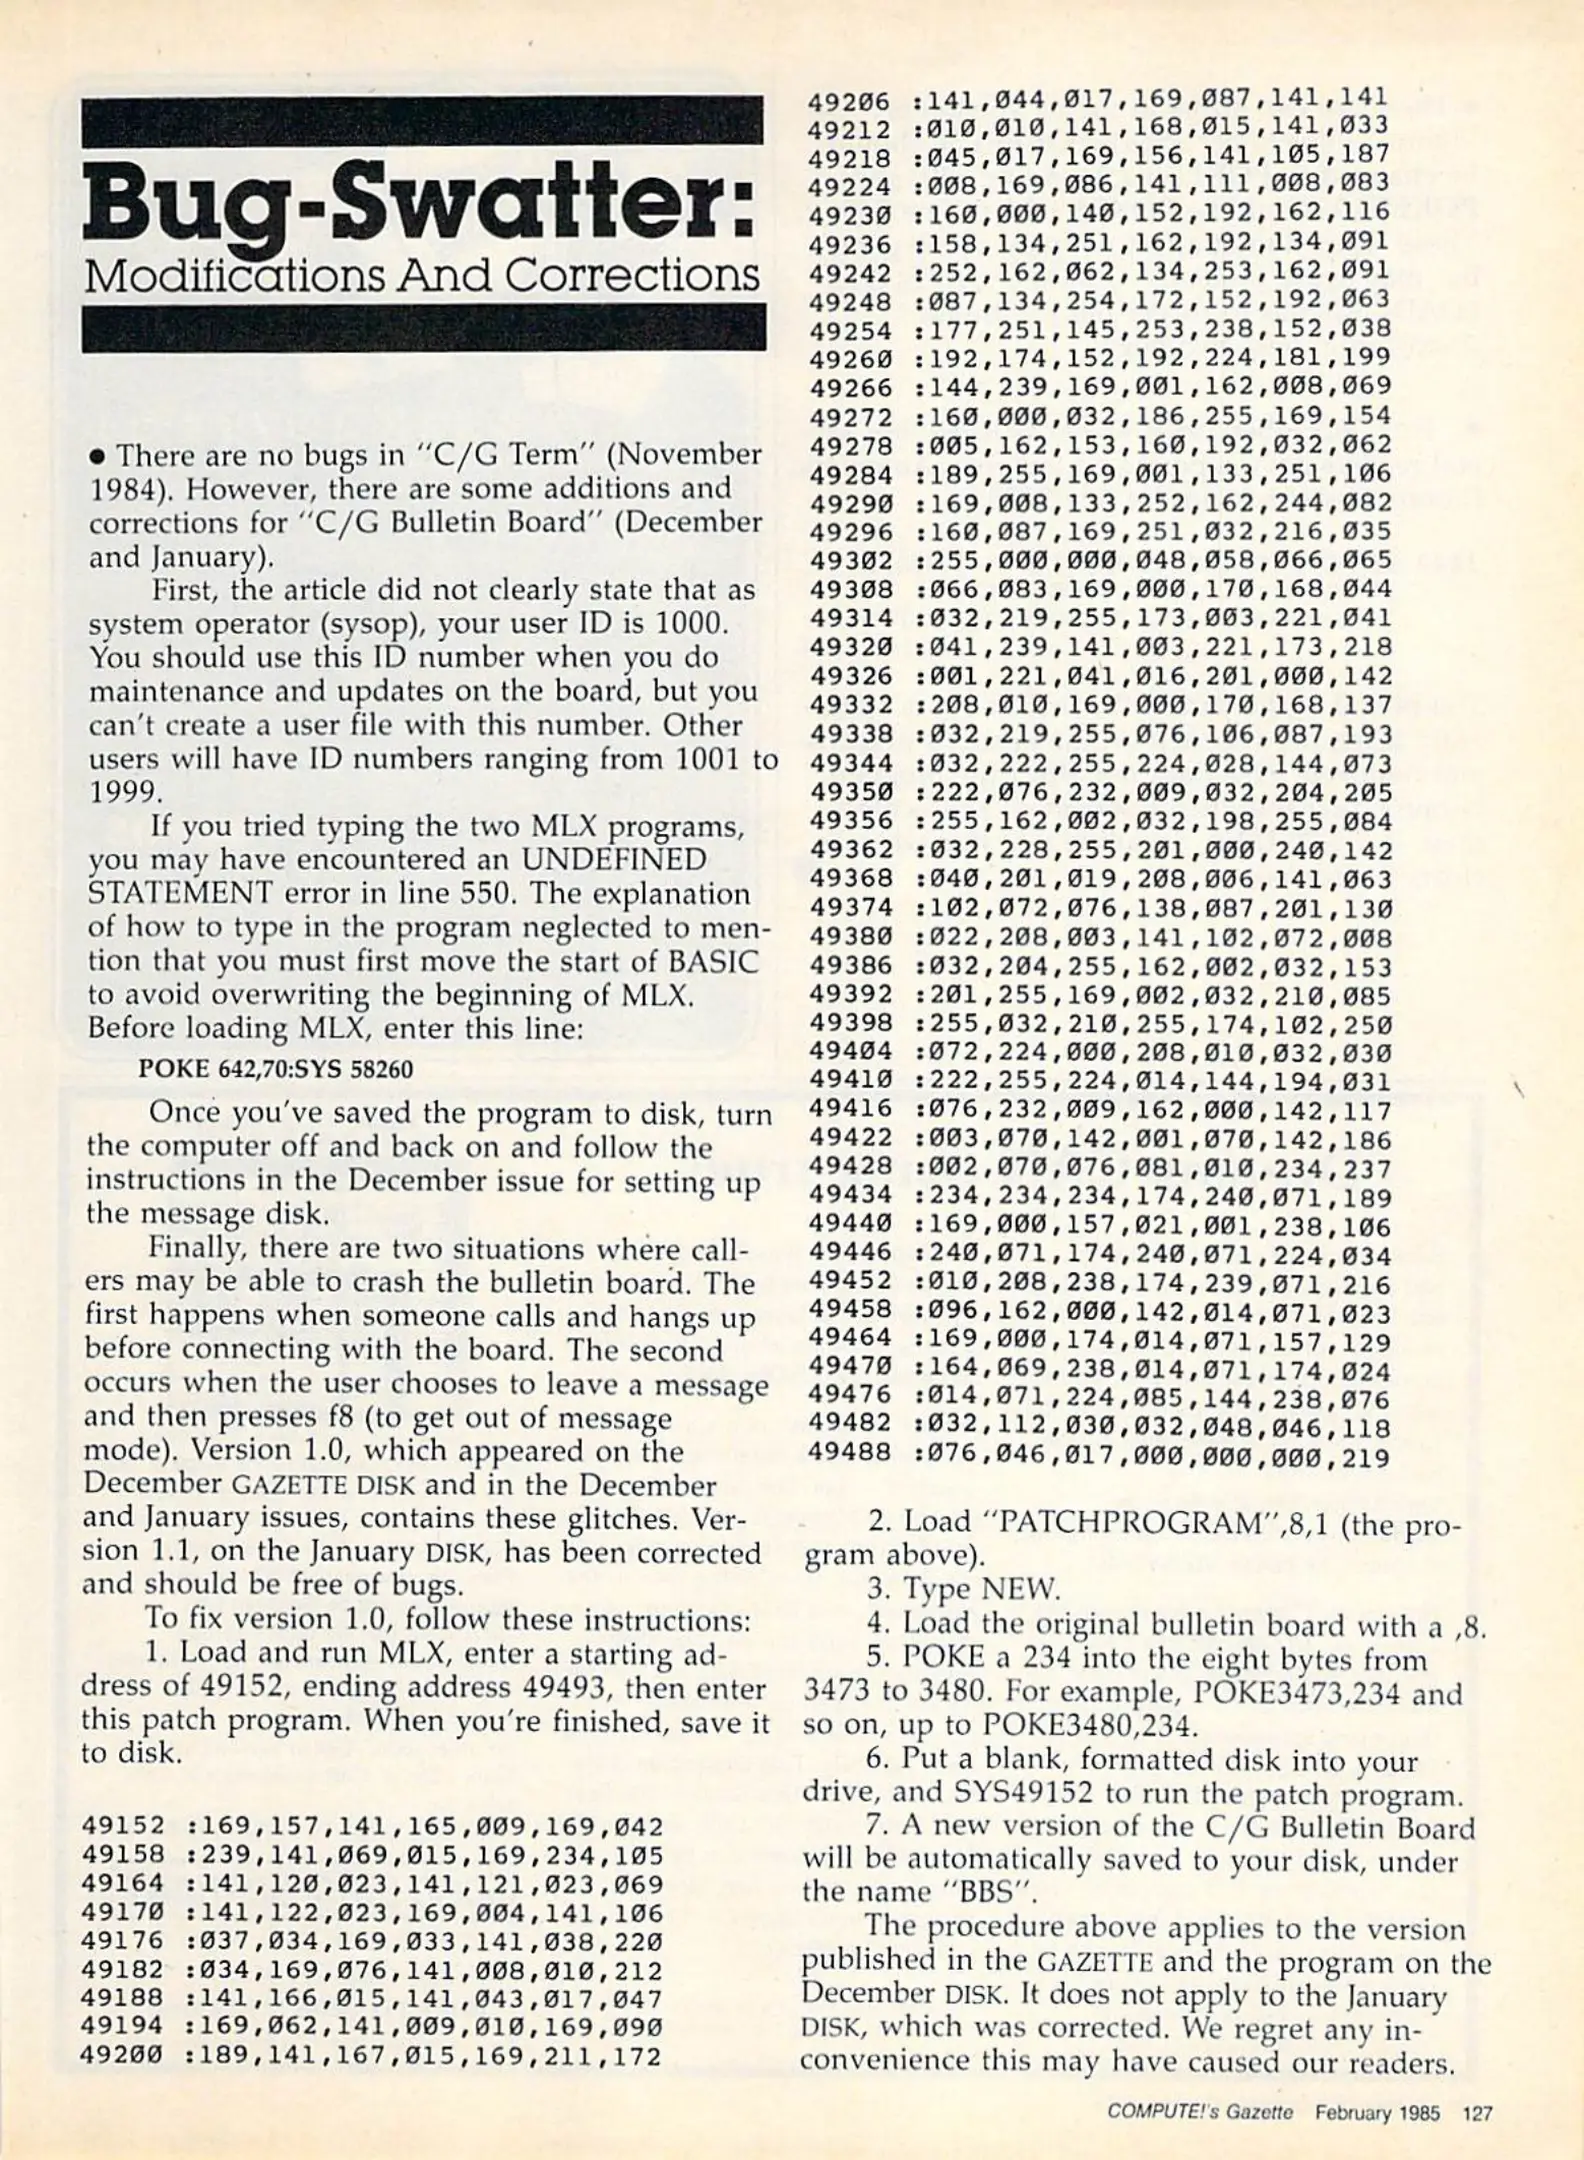 Bug-Swatter:
Modifications And Corrections
● There are no bugs in "C/G Term" (November
1984). However, there are some additions and
corrections for "C/G Bulletin Board" (December
and January).
First, the article did not clearly state that as
system operator (sysop), your user ID is 1000.
You should use this ID number when you do
maintenance and updates on the board, but you
can't create a user file with this number. Other
users will have ID numbers ranging from 1001 to
1999.
If you tried typing the two MLX programs,
you may have encountered an UNDEFINED
STATEMENT error in line 550. The explanation
of how to type in the program neglected to men-
tion that you must first move the start of BASIC
to avoid overwriting the beginning of MLX.
Before loading MLX, enter this line:
POKE 642,70:SYS 58260
Once you've saved the program to disk, turn
the computer off and back on and follow the
instructions in the December issue for setting up
the message disk.
Finally, there are two situations where call-
ers may be able to crash the bulletin board. The
first happens when someone calls and hangs up
before connecting with the board. The second
occurs when the user chooses to leave a message
and then presses f8 (to get out of message
mode). Version 1.0, which appeared on the
December GAZETTE DISK and in the December
and January issues, contains these glitches. Ver-
sion 1.1, on the January DISK, has been corrected
and should be free of bugs.
To fix version 1.0, follow these instructions:
1. Load and run MLX, enter a starting ad-
dress of 49152, ending address 49493, then enter
this patch program. When you're finished, save it
to disk.
49152 :169,157,141,165,009,169,042
49158 :239,141,069,015,169,234,105
49164 :141,120,023,141,121,023,069
49170 :141,122,023,169,004,141,106
49176 :037,034,169,033,141,038,220
49182 :034,169,076,141,008,010,212
49188 :141,166,015,141,043,017,047
49194 :169,062,141,009,010,169,090
49200 :189,141,167,015,169,211,172
49206 :141,044,017,169,087,141,141
49212 :010,010,141,168,015,141,033
49218 :045,017,169,156,141,105,187
49224 :008,169,086,141,111,008,083
49230 :160,000,140,152,192,162,116
49236 :158,134,251,162,192,134,091
49242 :252,162,062,134,253,162,091
49248 :087,134,254,172,152,192,063
49254 :177,251,145,253,238,152,038
49260 :192,174,152,192,224,181,199
49266 :144,239,169,001,162,008,069
49272 :160,000,032,186,255,169,154
49278 :005,162,153,160,192,032,062
49284 :189,255,169,001,133,251,106
49290 :169,008,133,252,162,244,082
49296 :160,087,169,251,032,216,035
49302 :255,000,000,048,058,066,065
49308 :066,083,169,000,170,168,044
49314 :032,219,255,173,003,221,041
49320 :041,239,141,003,221,173,218
49326 :001,221,041,016,201,000,142
49332 :208,010,169,000,170,168,137
49338 :032,219,255,076,106,087,193
49344 :032,222,255,224,028,144,073
49350 :222,076,232,009,032,204,205
49356 :255,162,002,032,198,255,084
49362 :032,228,255,201,000,240,142
49368 :040,201,019,208,006,141,063
49374 :102,072,076,138,087,201,130
49380 :022,208,003,141,102,072,008
49386 :032,204,255,162,002,032,153
49392 :201,255,169,002,032,210,085
49398 :255,032,210,255,174,102,250
49404 :072,224,000,208,010,032,030
49410 :222,255,224,014,144,194,031
49416 :076,232,009,162,000,142,117
49422 :003,070,142,001,070,142,186
49428 :002,070,076,081,010,234,237
49434 :234,234,234,174,240,071,189
49440 :169,000,157,021,001,238,106
49446 :240,071,174,240,071,224,034
49452 :010,208,238,174,239,071,216
49458 :096,162,000,142,014,071,023
49464 :169,000,174,014,071,157,129
49470 :164,069,238,014,071,174,024
49476 :014,071,224,085,144,238,076
49482 :032,112,030,032,048,046,118
49488 :076,046,017,000,000,000,219
2. Load "PATCHPROGRAM",8,1 (the pro-
gram above).
3. Type NEW.
4. Load the original bulletin board with a ,8.
5. POKE a 234 into the eight bytes from
3473 to 3480. For example, POKE3473,234 and
so on, up to POKE3480,234.
6. Put a blank, formatted disk into your
drive, and SYS49152 to run the patch program.
7. A new version of the C/G Bulletin Board
will be automatically saved to your disk, under
the name "BBS".
The procedure above applies to the version
published in the GAZETTE and the program on the
December DISK. It does not apply to the January
DISK, which was corrected. We regret any in-
convenience this may have caused our readers.
COMPUTE!'s Gazette February 1985 127